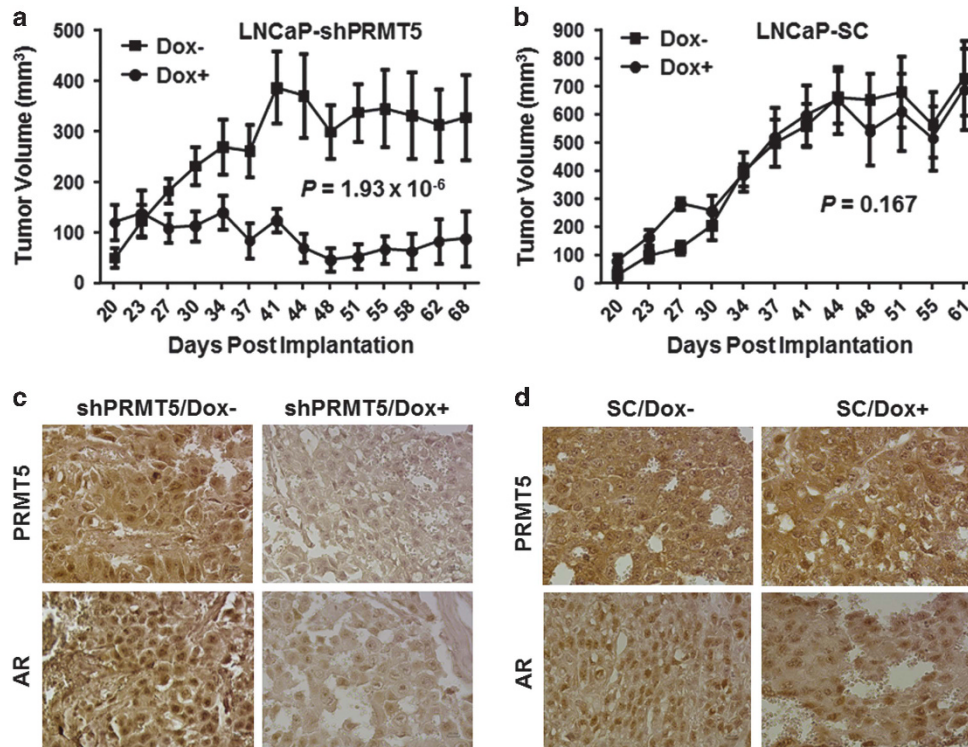 a
LNCaP-shPRMT5
Dox-
Dox+
Tumor Volume (mm³)
500
400
300
200
100
0
P = 1.93 x 10⁻⁶
20 23 27 30 34 37 41 44 48 51 55 58 62 68
Days Post Implantation
b
LNCaP-SC
Dox-
Dox+
Tumor Volume (mm³)
900
800
700
600
500
400
300
200
100
0
P = 0.167
20 23 27 30 34 37 41 44 48 51 55 61
Days Post Implantation
c
shPRMT5/Dox- shPRMT5/Dox+
PRMT5
AR
d
SC/Dox- SC/Dox+
PRMT5
AR